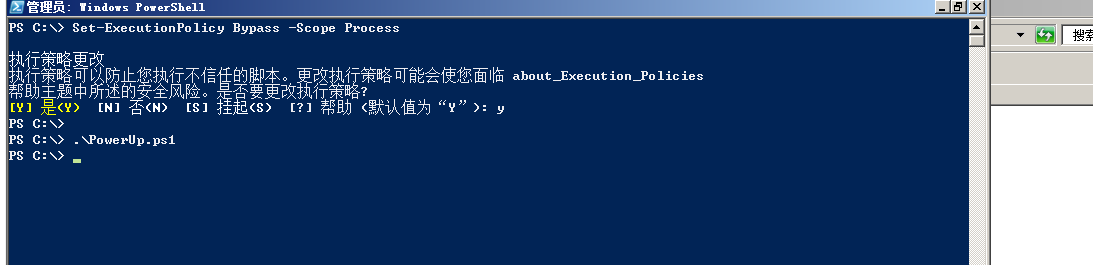 管理员: Windows PowerShell
PS C:\> Set-ExecutionPolicy Bypass -Scope Process
执行策略更改
执行策略可以防止您执行不信任的脚本。更改执行策略可能会使您面临 about_Execution_Policies
帮助主题中所述的安全风险。是否要更改执行策略?
[Y] 是(Y)  [N] 否(N)  [S] 挂起(S)  [?] 帮助 (默认值为“Y”): y
PS C:\>
PS C:\> .\PowerUp.ps1
PS C:\>
搜索